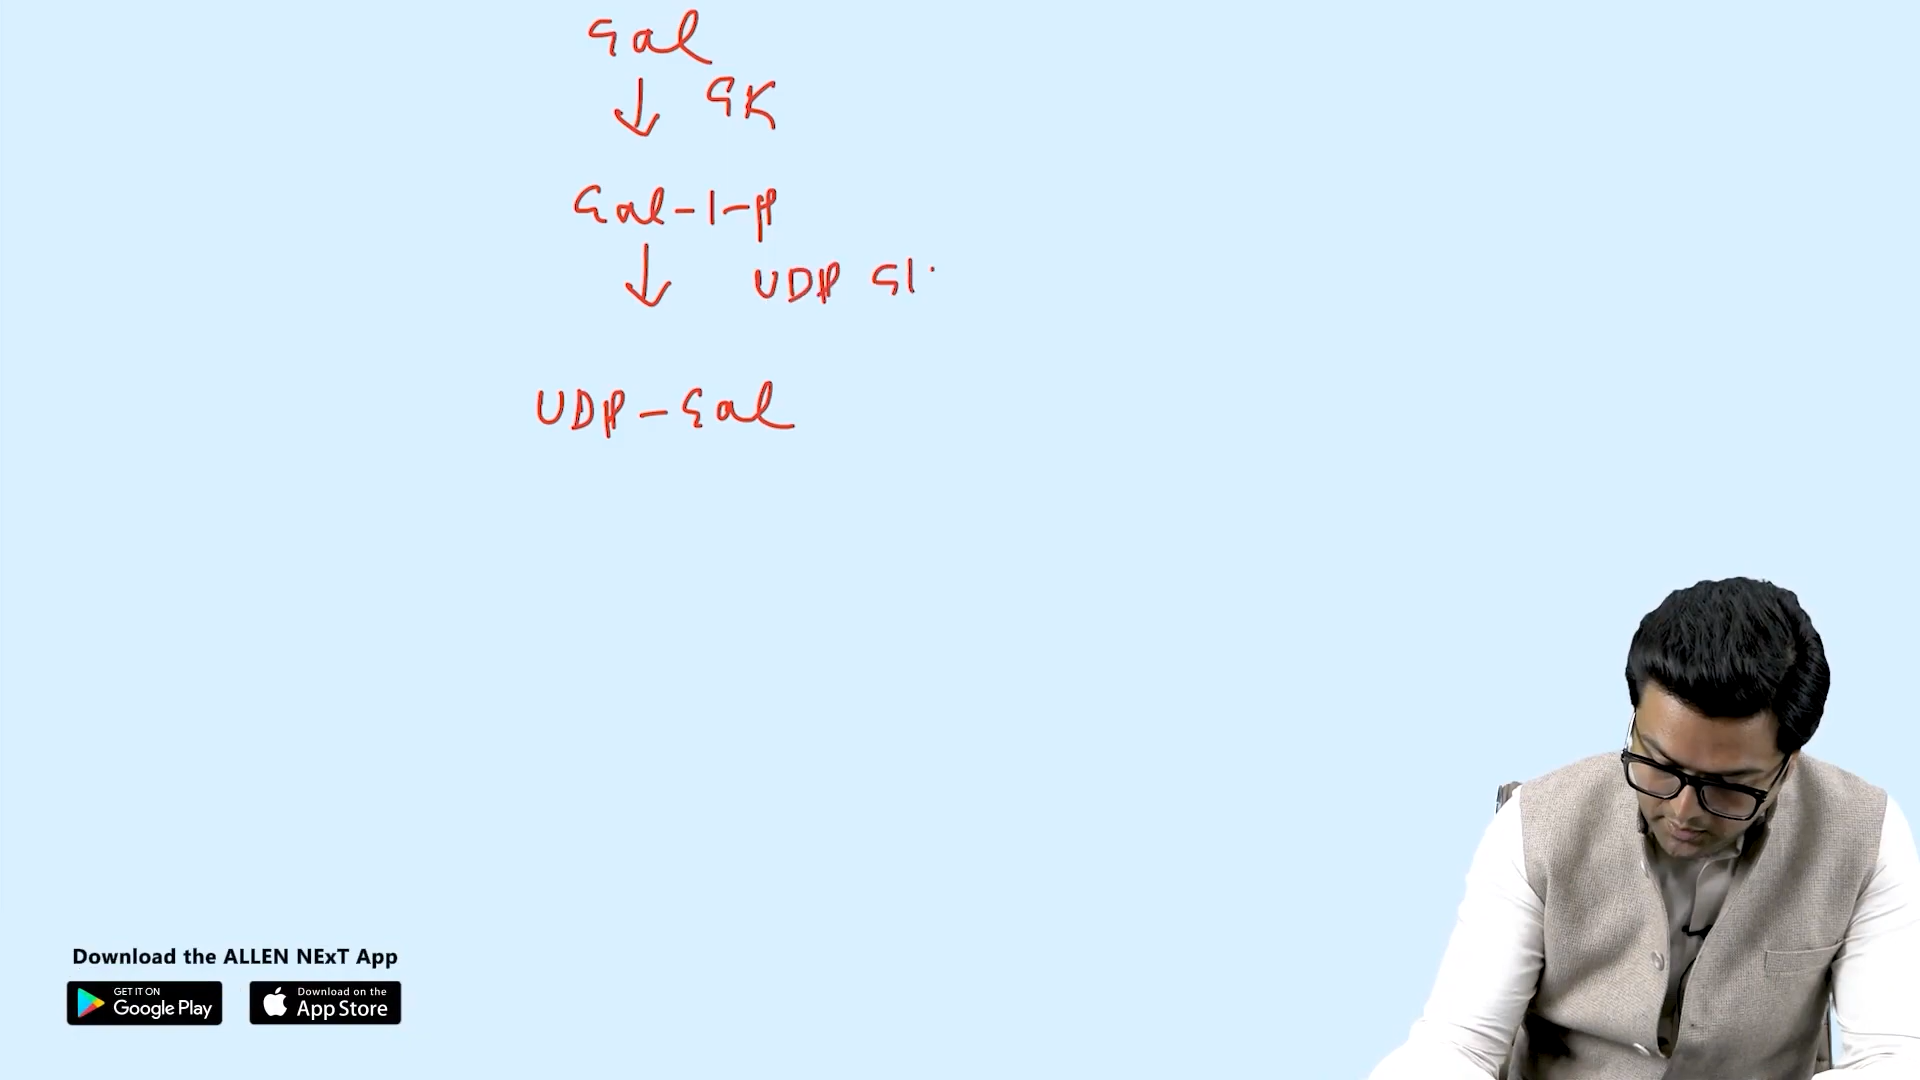 Gal
↓ GK
Gal-1-P
↓ UDP Gl
UDP-Gal
Download the ALLEN NExT App
GET IT ON
Google Play
Download on the
App Store